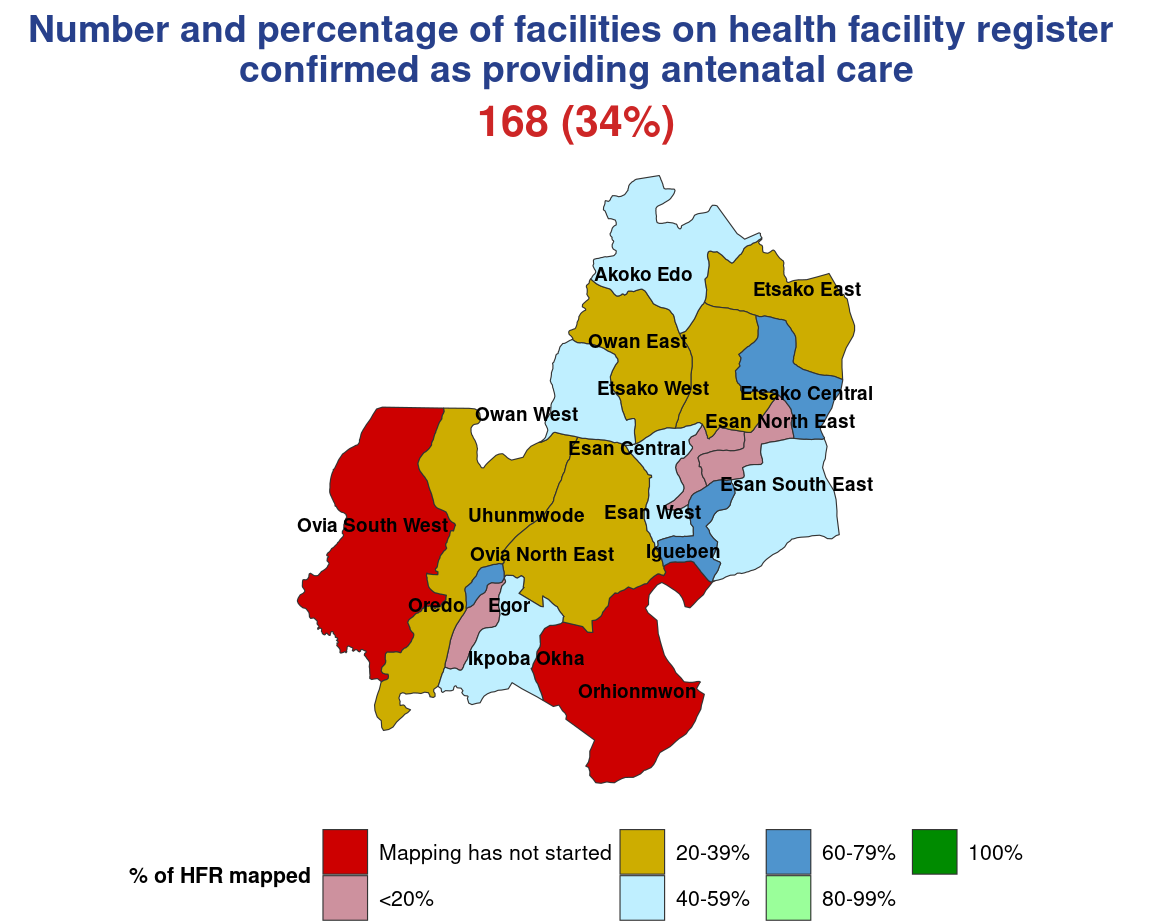 Number and percentage of facilities on health facility register
confirmed as providing antenatal care
168 (34%)
Akoko Edo
Etsako East
Owan East
Etsako West
Etsako Central
Owan West
Esan North East
Esan Central
Esan South East
Esan West
Uhunmwode
Ovia South West
Ovia North East
Igueben
Oredo
Egor
Ikpoba Okha
Orhionmwon
% of HFR mapped
Mapping has not started
<20%
20-39%
40-59%
60-79%
80-99%
100%